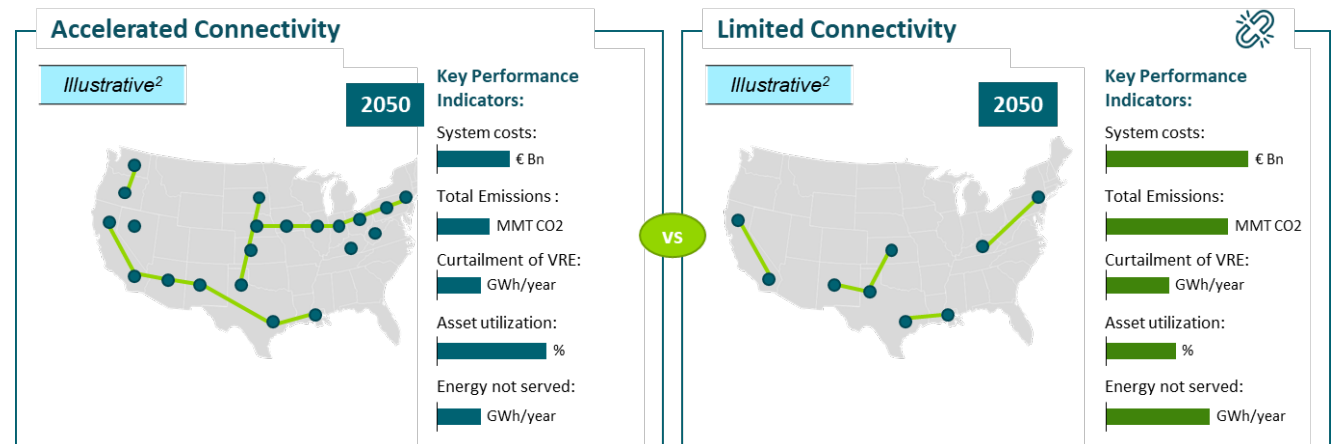 Accelerated Connectivity
Illustrative2
2050
Key Performance
Indicators:
System costs:
€ Bn
Total Emissions :
MMT CO2
Curtailment of VRE:
GWh/year
Asset utilization:
%
Energy not served:
GWh/year
vs
Limited Connectivity
Illustrative2
2050
Key Performance
Indicators:
System costs:
€ Bn
Total Emissions:
MMT CO2
Curtailment of VRE:
GWh/year
Asset utilization:
%
Energy not served:
GWh/year